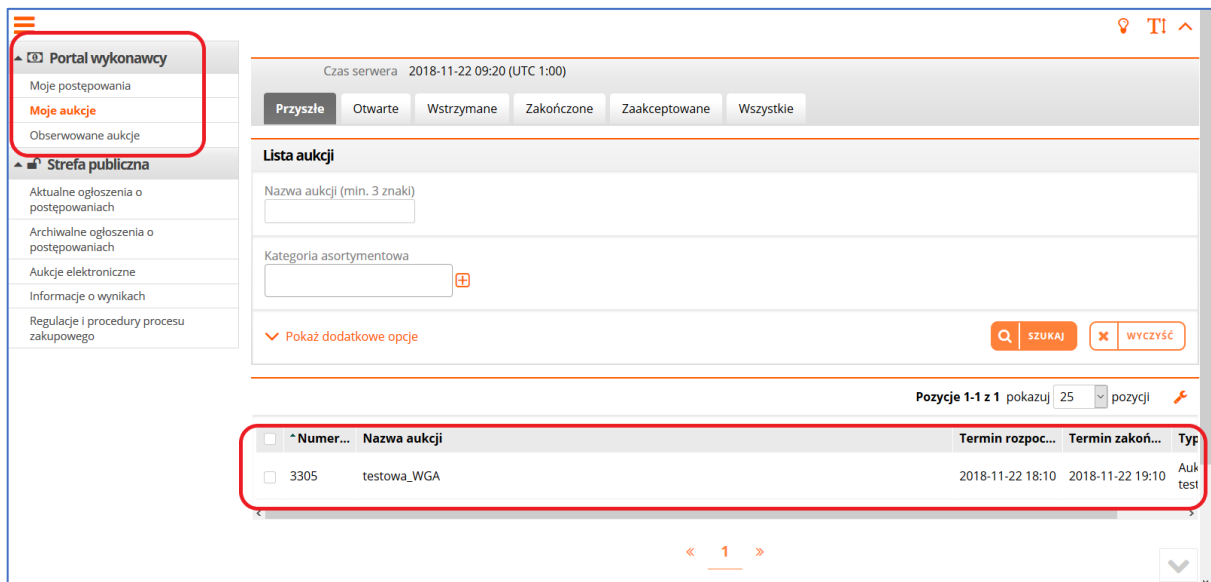 Portal wykonawcy
Moje postępowania
Moje aukcje
Obserwowane aukcje
Strefa publiczna
Aktualne ogłoszenia o
postępowaniach
Archiwalne ogłoszenia o
postępowaniach
Aukcje elektroniczne
Informacje o wynikach
Regulacje i procedury procesu
zakupowego
Czas serwera 2018-11-22 09:20 (UTC 1:00)
Przyszłe Otwarte Wstrzymane Zakończone Zaakceptowane Wszystkie
Lista aukcji
Nazwa aukcji (min. 3 znaki)
Kategoria asortymentowa
Pokaż dodatkowe opcje
SZUKAJ WYCZYŚĆ
Pozycje 1-1 z 1 pokazuj 25 pozycji
Numer... Nazwa aukcji Termin rozpoc... Termin zakoń... Typ
3305 testowa_WGA 2018-11-22 18:10 2018-11-22 19:10 Auk
test
« 1 »